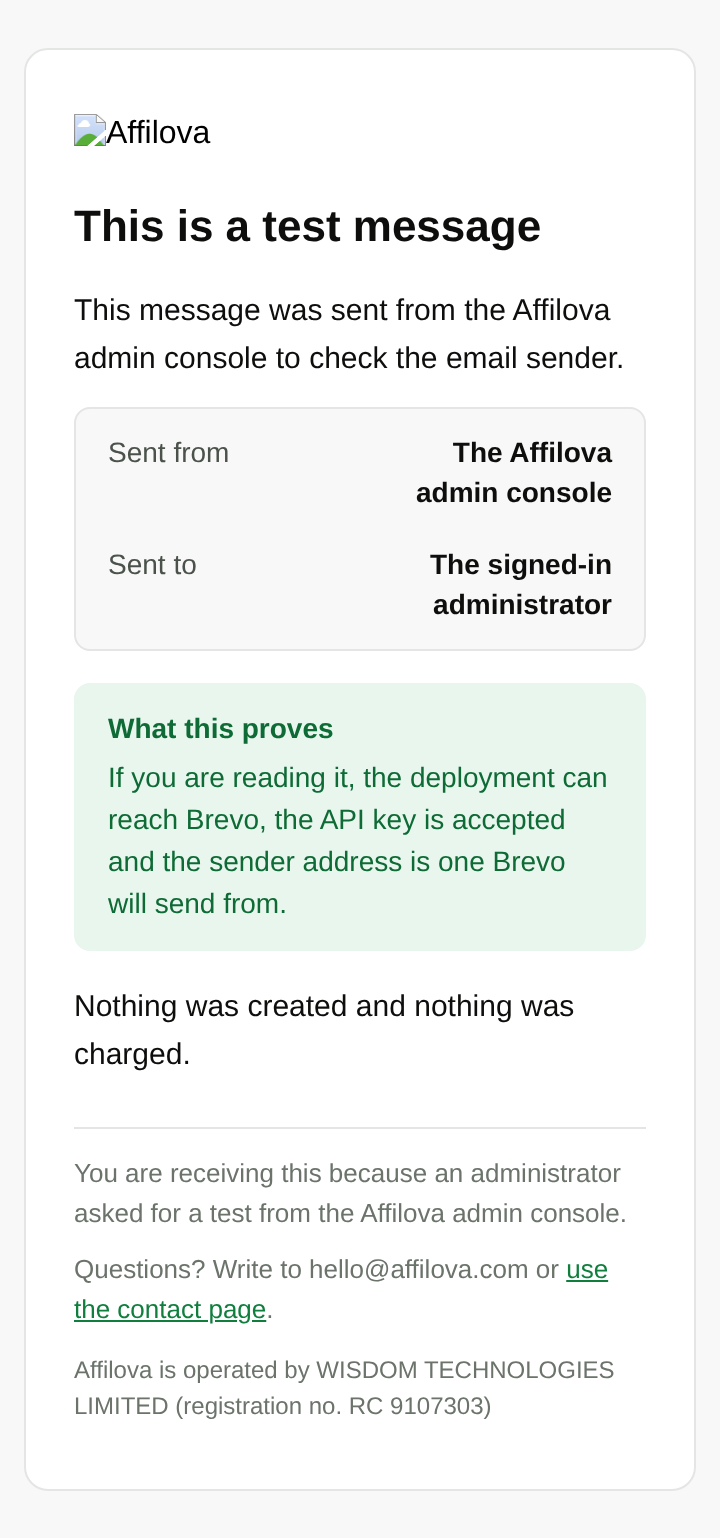 Affilova
This is a test message
This message was sent from the Affilova
admin console to check the email sender.
Sent from
The Affilova
admin console
Sent to
The signed-in
administrator
What this proves
If you are reading it, the deployment can
reach Brevo, the API key is accepted
and the sender address is one Brevo
will send from.
Nothing was created and nothing was
charged.
You are receiving this because an administrator
asked for a test from the Affilova admin console.
Questions? Write to hello@affilova.com or use
the contact page.
Affilova is operated by WISDOM TECHNOLOGIES
LIMITED (registration no. RC 9107303)